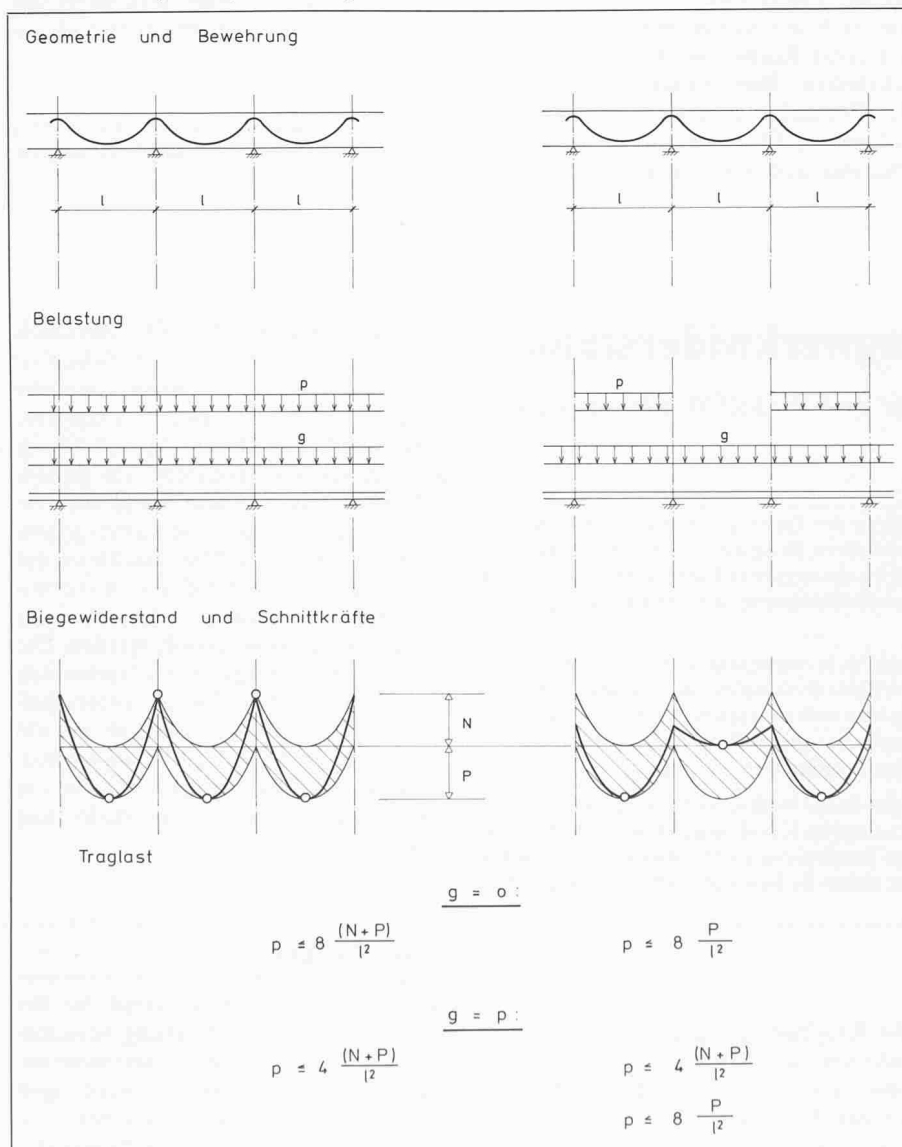 Geometrie und Bewehrung
l l l l l l
Belastung
p p
g g
Biegewiderstand und Schnittkräfte
N
P
Traglast
g = o :
p ≤ 8 (N + P) / l² p ≤ 8 P / l²
g = p :
p ≤ 4 (N + P) / l² p ≤ 4 (N + P) / l²
p ≤ 8 P / l²